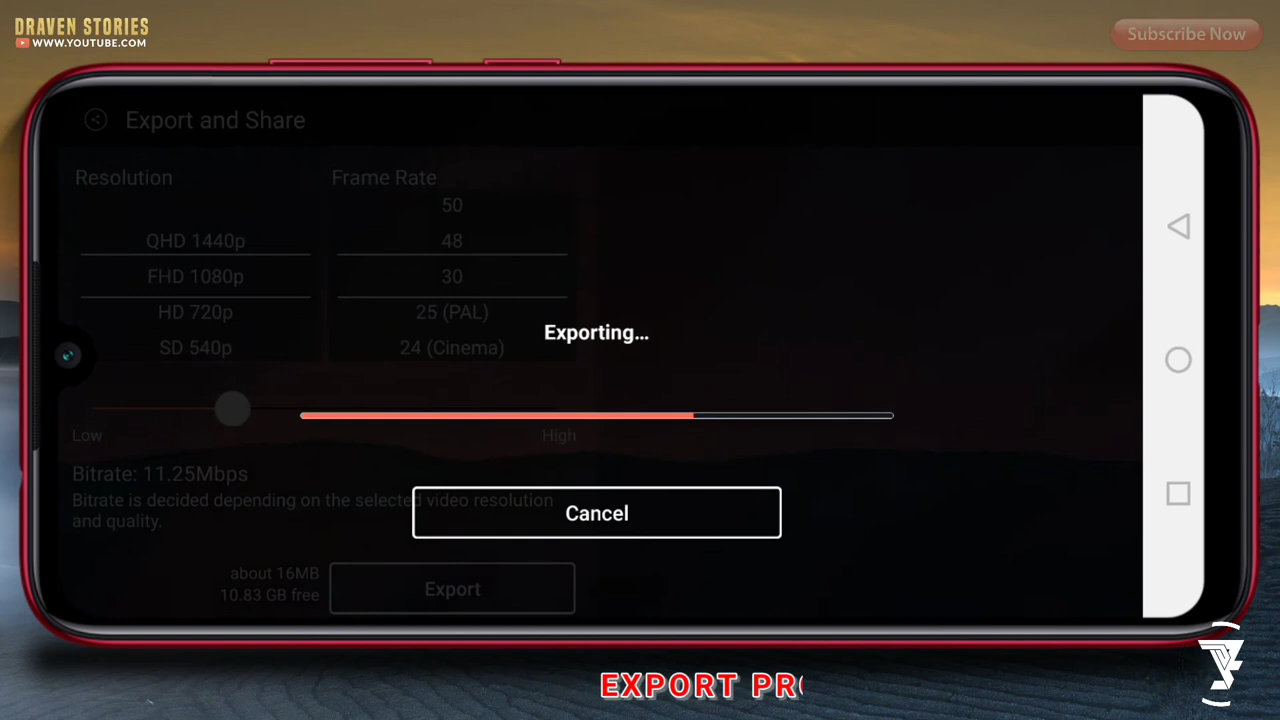 DRAVEN STORIES
WWW.YOUTUBE.COM
Subscribe Now
Export and Share
Resolution
Frame Rate
50
QHD 1440p
48
FHD 1080p
30
HD 720p
25 (PAL)
SD 540p
24 (Cinema)
Exporting...
Low
High
Bitrate: 11.25Mbps
Bitrate is decided depending on the selected video resolution
and quality.
Cancel
about 16MB
10.83 GB free
Export
EXPORT PR